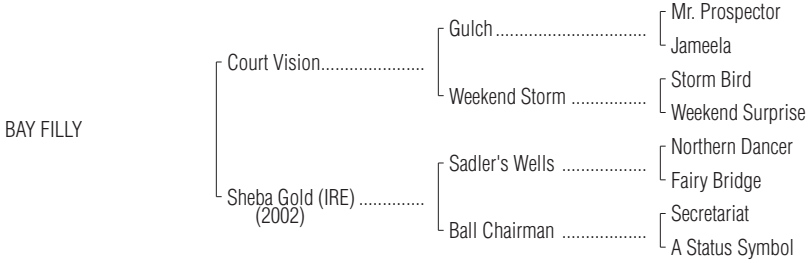 Mr. Prospector
Gulch................................
Jameela
Court Vision......................
Storm Bird
Weekend Storm ................
Weekend Surprise
BAY FILLY
Northern Dancer
Sadler's Wells ..................
Fairy Bridge
Sheba Gold (IRE) ..............
(2002)
Secretariat
Ball Chairman ..................
A Status Symbol